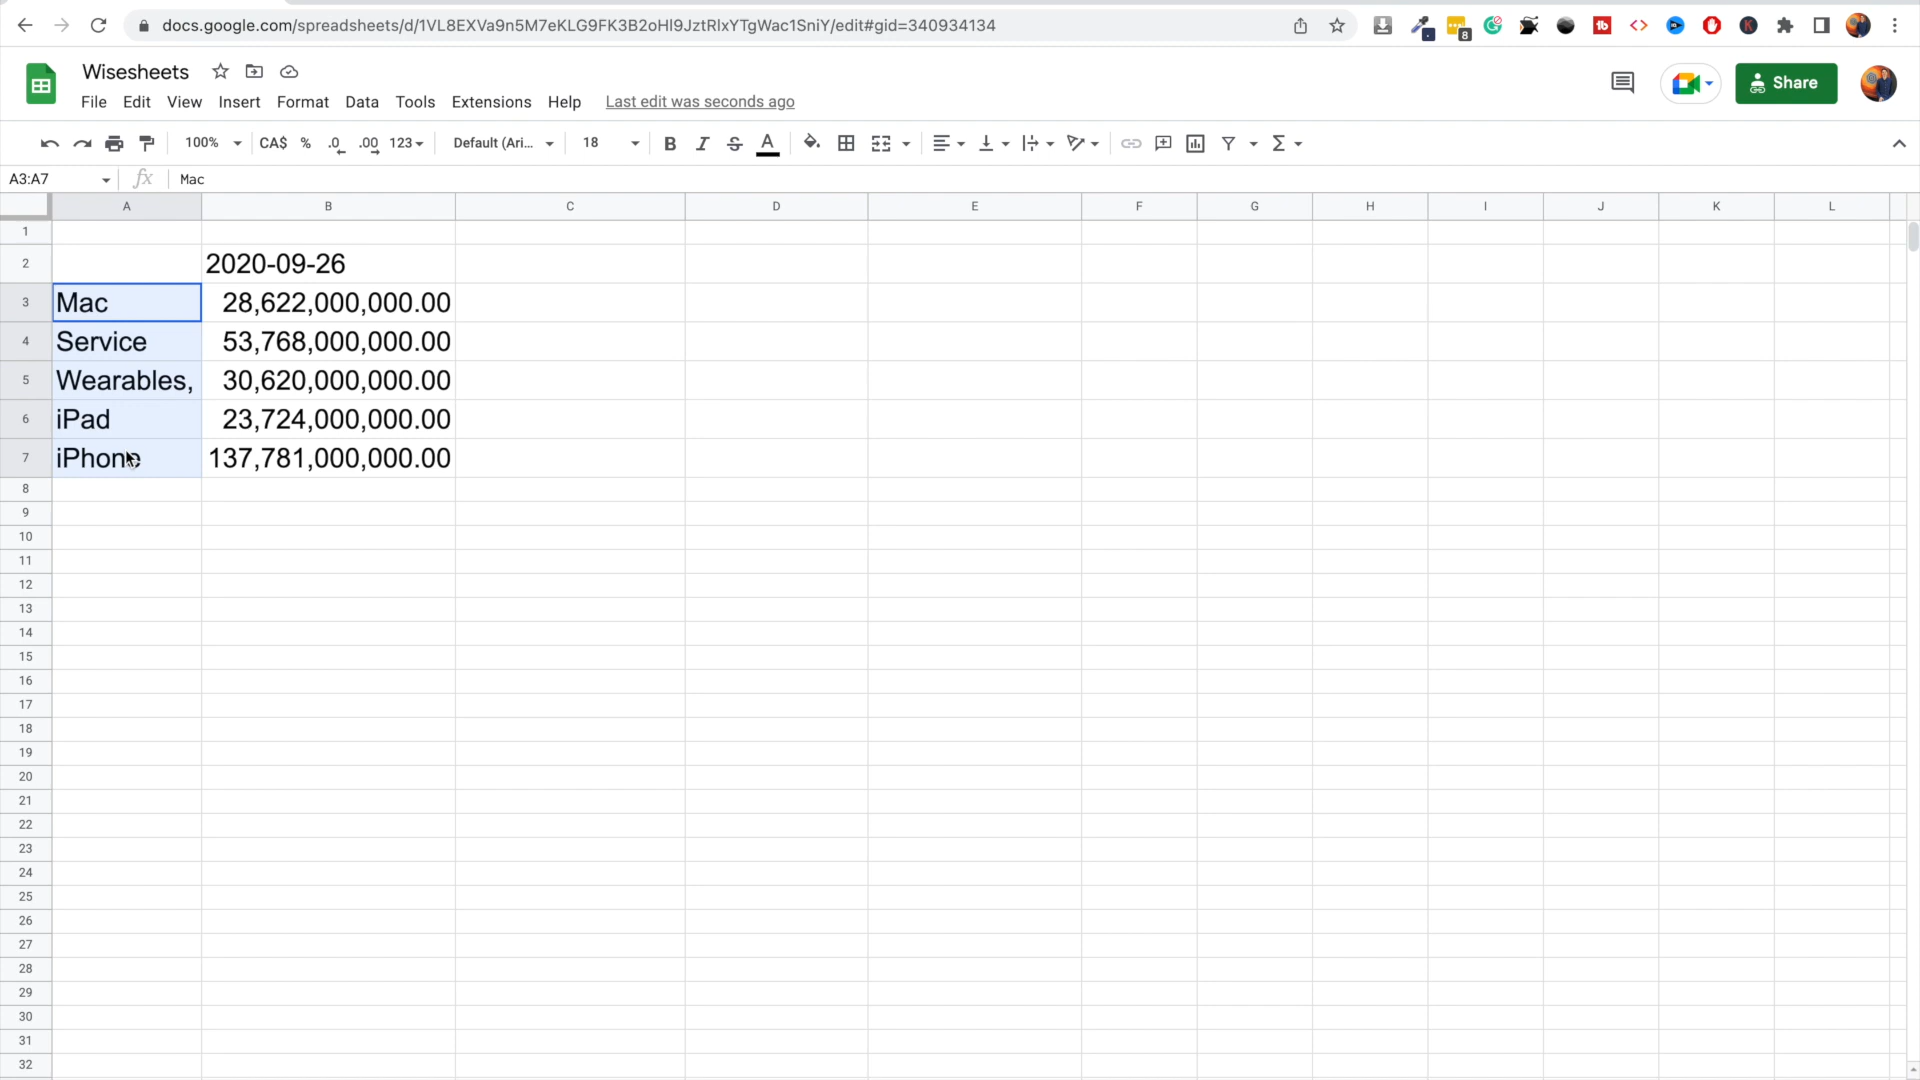 docs.google.com/spreadsheets/d/1VL8EXVa9n5M7eKLG9FK3B2oHI9JztRlxYTgWac1SniY/edit#gid=340934134
8
Wisesheets
File Edit View Insert Format Data Tools Extensions Help Last edit was seconds ago
Share
100% CA$ % .0 .00 123 Default (Ari... 18 B I S A
A3:A7 fx Mac
A B C D E F G H I J K L
1
2 2020-09-26
3 Mac 28,622,000,000.00
4 Service 53,768,000,000.00
5 Wearables, 30,620,000,000.00
6 iPad 23,724,000,000.00
7 iPhone 137,781,000,000.00
8
9
10
11
12
13
14
15
16
17
18
19
20
21
22
23
24
25
26
27
28
29
30
31
32